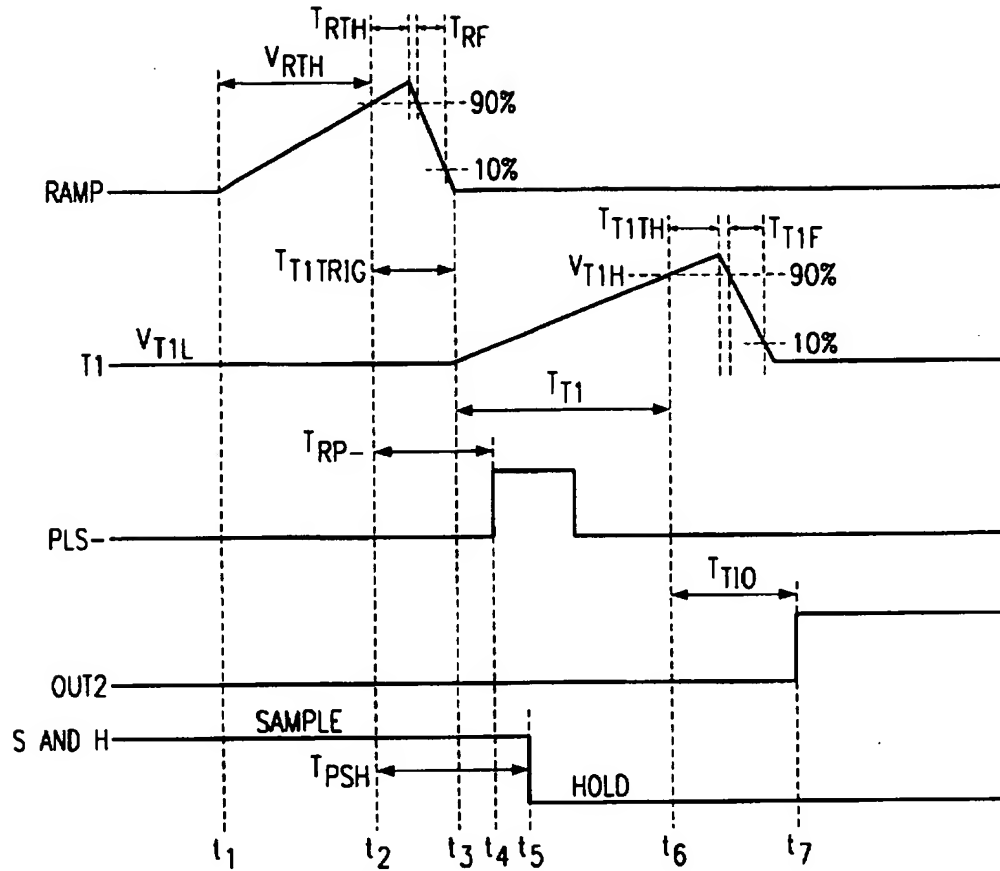 TRTH TRF
VRTH
90%
10%
RAMP
TT1TH TT1F
TT1TRIG
VT1H
90%
VT1L
10%
T1
TT1
TRP-
PLS-
TTIO
OUT2
SAMPLE
S AND H
TPSH
HOLD
t1 t2 t3 t4 t5 t6 t7